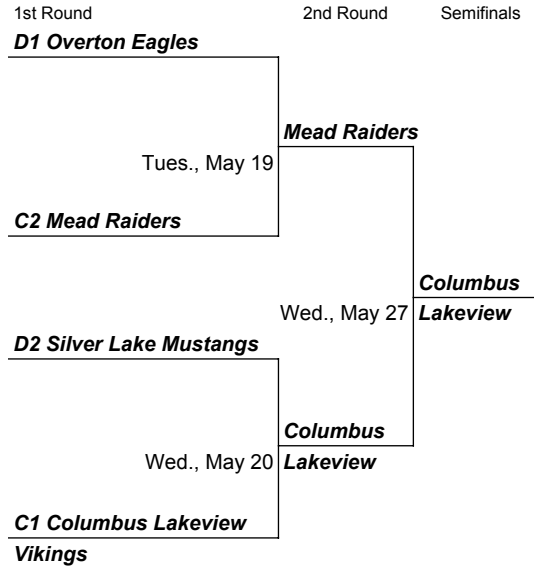 1st Round 2nd Round Semifinals
D1 Overton Eagles
Mead Raiders
Tues., May 19
C2 Mead Raiders
Columbus
Wed., May 27 Lakeview
D2 Silver Lake Mustangs
Columbus
Wed., May 20 Lakeview
C1 Columbus Lakeview
Vikings